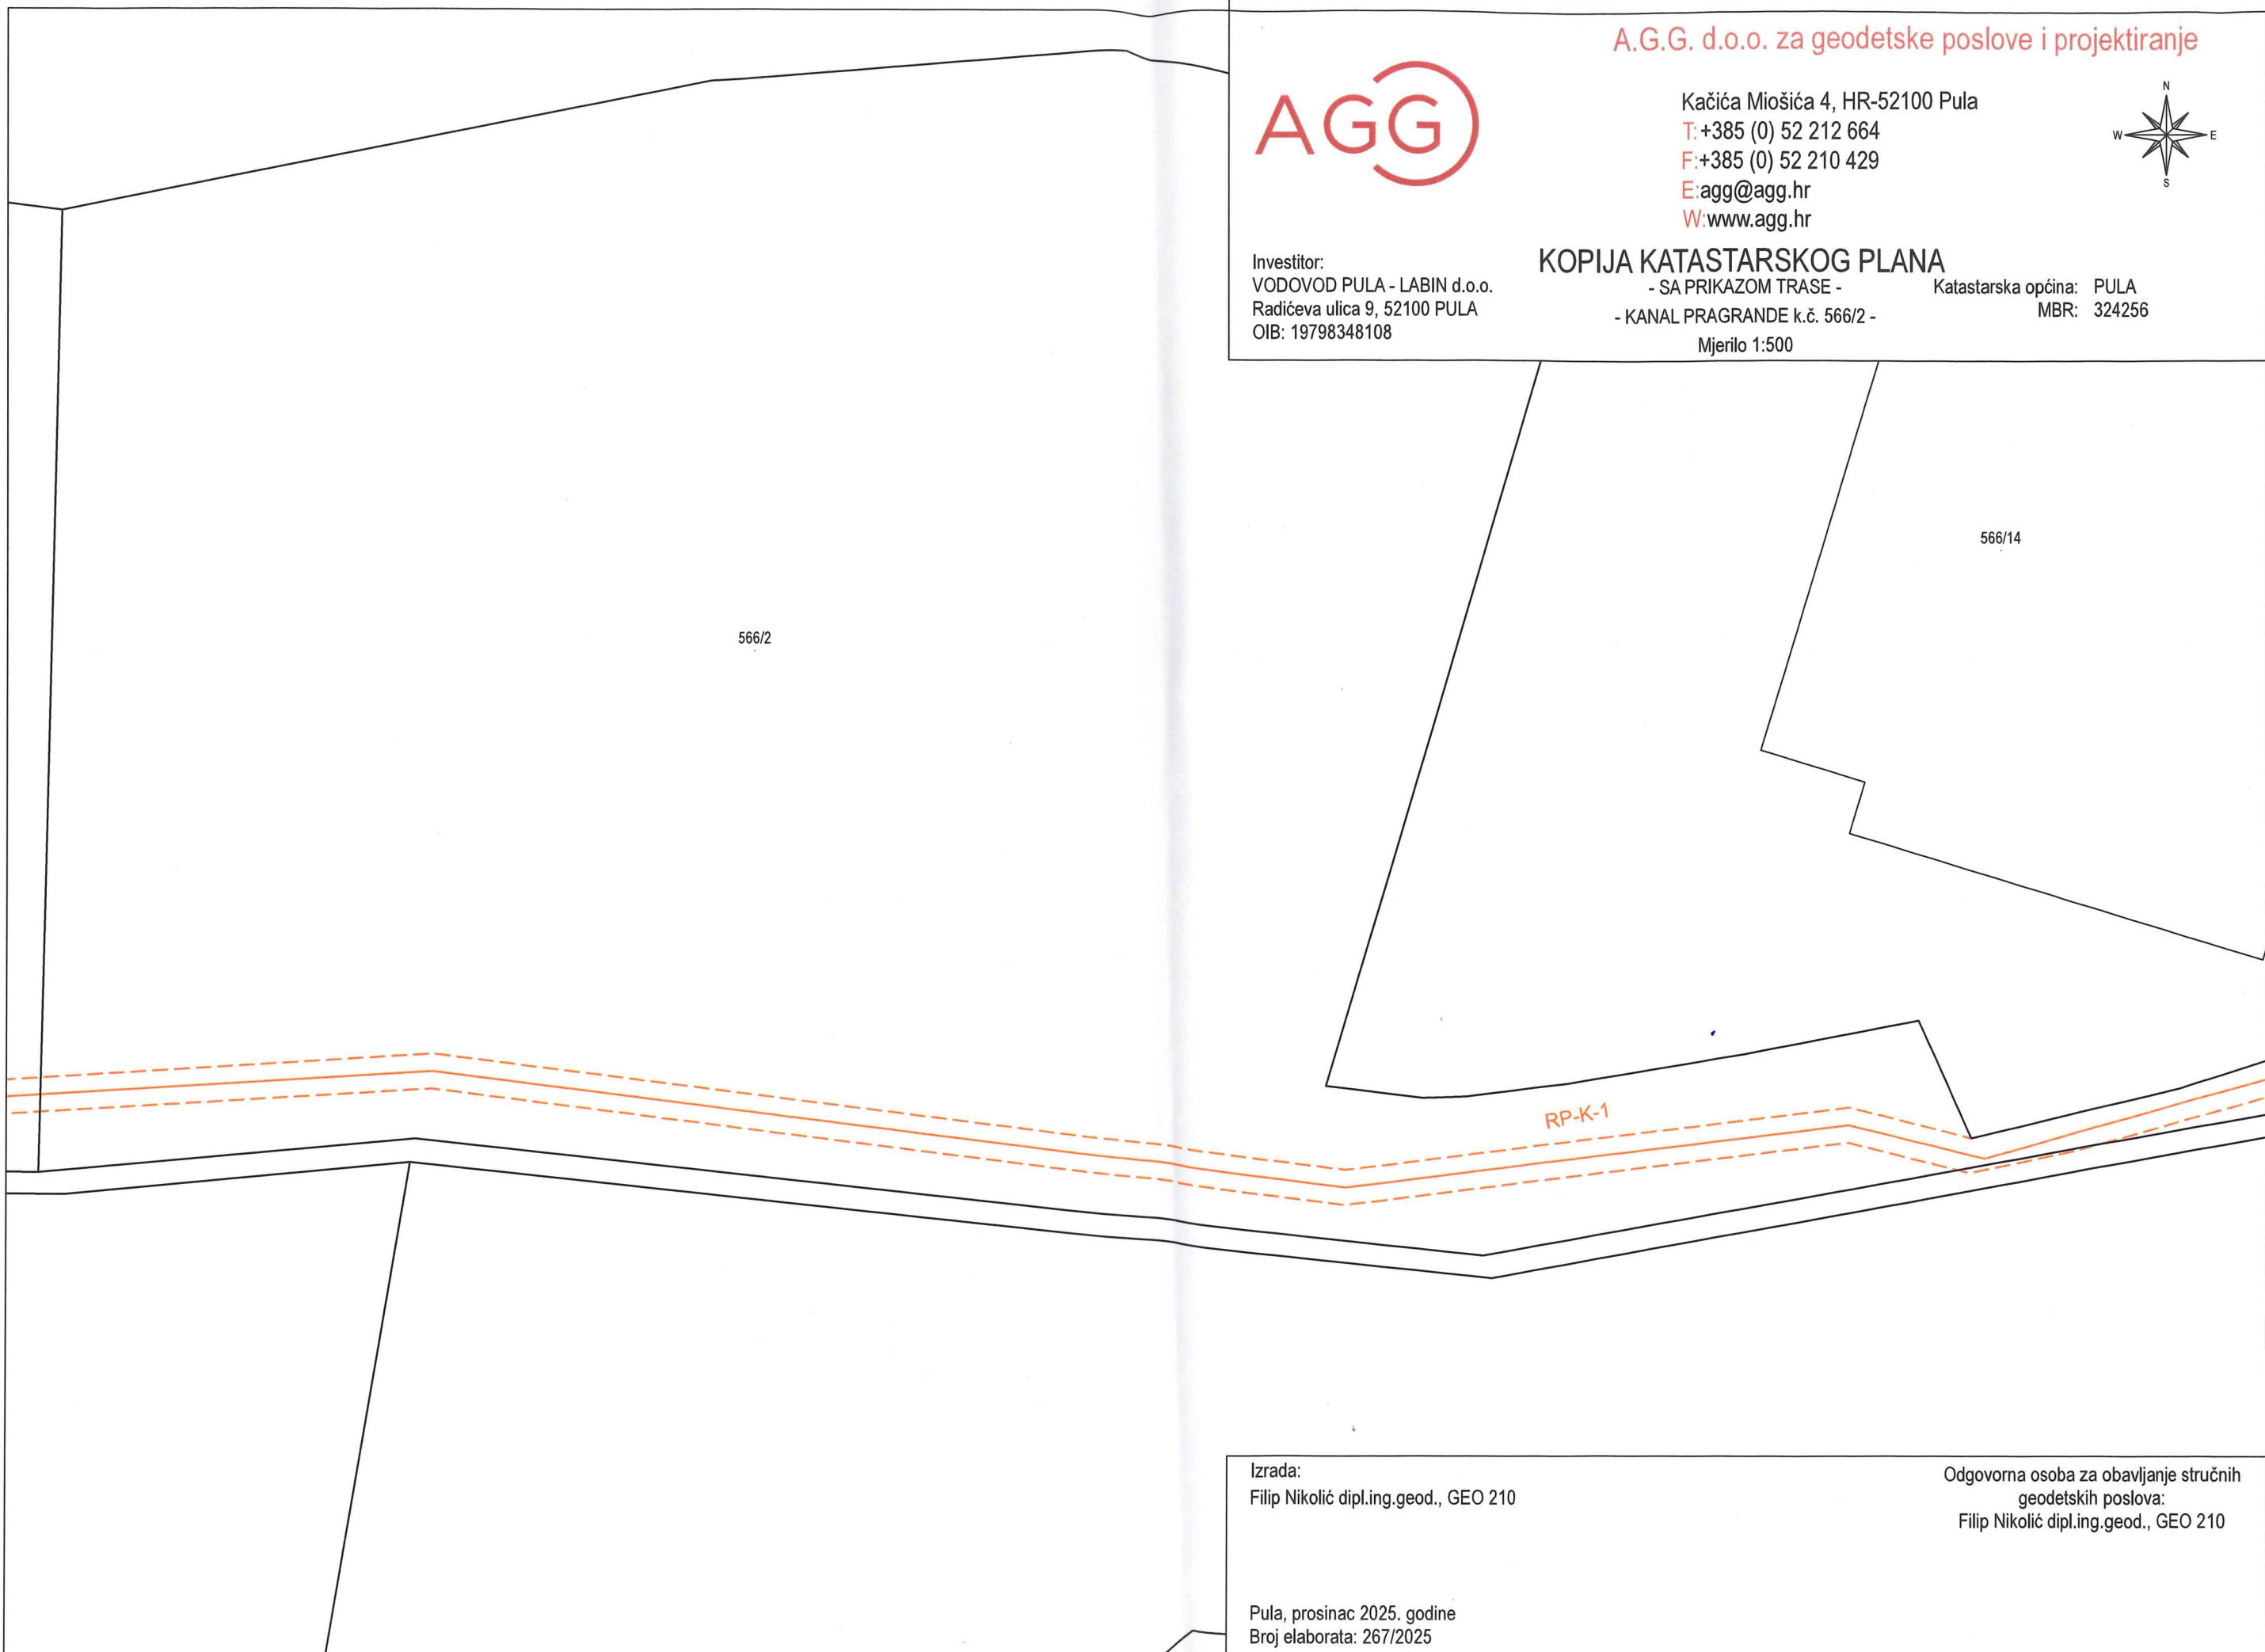 A.G.G. d.o.o. za geodetske poslove i projektiranje
AGG
Kačića Miošića 4, HR-52100 Pula
T:+385 (0) 52 212 664
F:+385 (0) 52 210 429
E:agg@agg.hr
W:www.agg.hr
N
W
E
S
Investitor:
VODOVOD PULA - LABIN d.o.o.
Radićeva ulica 9, 52100 PULA
OIB: 19798348108
KOPIJA KATASTARSKOG PLANA
- SA PRIKAZOM TRASE -
- KANAL PRAGRANDE k.č. 566/2 -
Mjerilo 1:500
Katastarska općina: PULA
MBR: 324256
566/14
566/2
RP-K-1
Izrada:
Filip Nikolić dipl.ing.geod., GEO 210
Odgovorna osoba za obavljanje stručnih
geodetskih poslova:
Filip Nikolić dipl.ing.geod., GEO 210
Pula, prosinac 2025. godine
Broj elaborata: 267/2025